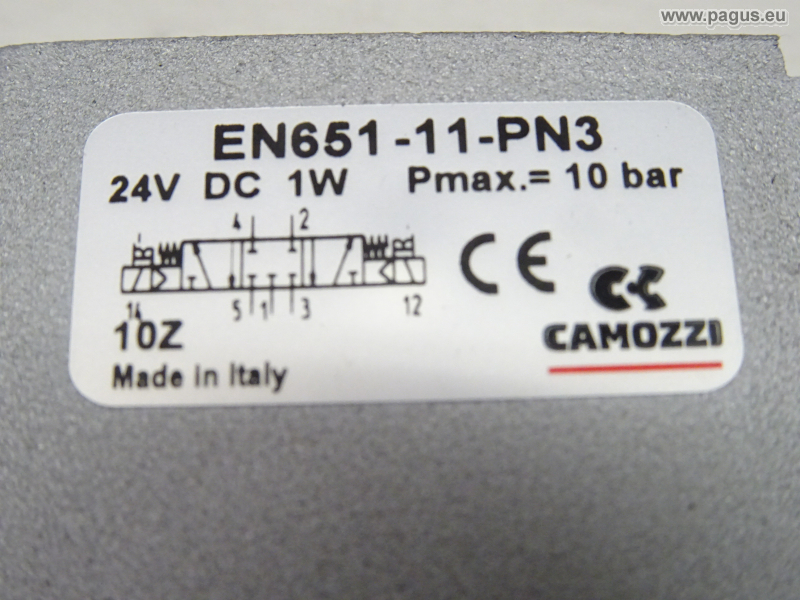 www.pagus.eu
EN651-11-PN3
24V DC 1W Pmax.= 10 bar
4 2
14 5 1 3 12
CE
10Z
CAMOZZI
Made in Italy